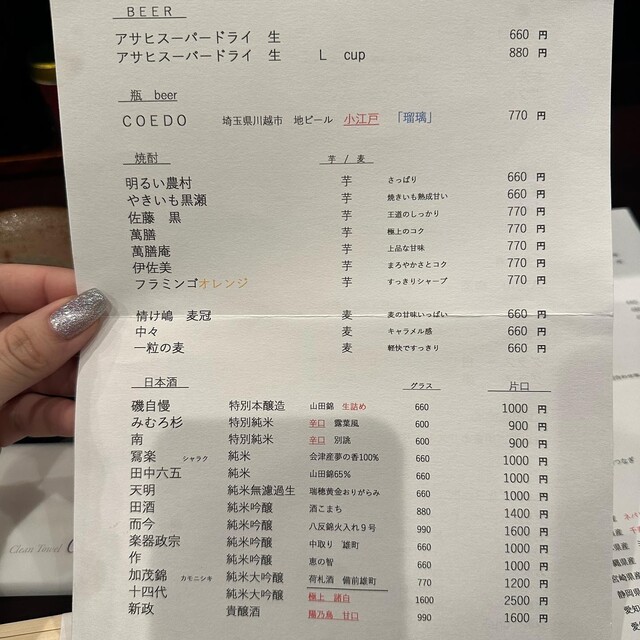 BEER
アサヒスーパードライ 生 660 円
アサヒスーパードライ 生 L cup 880 円
瓶 beer
COEDO 埼玉県川越市 地ビール 小江戸 「瑠璃」 770 円
焼酎 芋 / 麦
明るい農村 芋 さっぱり 660 円
やきいも黒瀬 芋 焼きいも熟成甘い 660 円
佐藤 黒 芋 王道のしっかり 770 円
萬膳 芋 極上のコク 770 円
萬膳庵 芋 上品な甘味 770 円
伊佐美 芋 まろやかさとコク 770 円
フラミンゴオレンジ 芋 すっきりシャープ 770 円
情け嶋 麦冠 麦 麦の甘味いっぱい 660 円
中々 麦 キャラメル感 660 円
一粒の麦 麦 軽快ですっきり 660 円
日本酒 グラス 片口
磯自慢 特別本醸造 山田錦 生詰め 660 1000 円
みむろ杉 特別純米 辛口 露葉風 600 900 円
南 特別純米 辛口 別誂 600 900 円
寫楽 シャラク 純米 会津産夢の香100% 660 1000 円
田中六五 純米 山田錦65% 660 1000 円
天明 純米無濾過生 瑞穂黄金おりがらみ 660 1000 円
田酒 純米吟醸 酒こまち 880 1400 円
而今 純米吟醸 八反錦火入れ9号 990 1600 円
楽器政宗 純米吟醸 中取り 雄町 660 1000 円
作 純米吟醸 恵の智 660 1000 円
加茂錦 カモニシキ 純米大吟醸 荷札酒 備前雄町 770 1200 円
十四代 純米大吟醸 極上 諸白 1600 2500 円
新政 貴醸酒 陽乃鳥 甘口 990 1600 円
Clean Towel
つなぎ
宮崎県産
静岡県
愛知